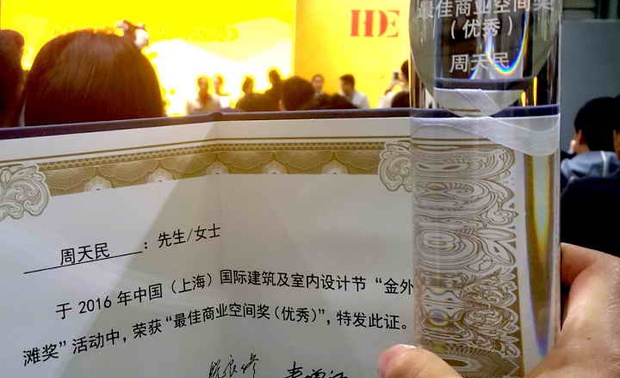 HDE
最佳商业空间奖
（优秀）
周天民
周天民 ：先生/女士
于 2016 年中国（上海）国际建筑及室内设计节 “金外
滩奖” 活动中，荣获“最佳商业空间奖（优秀）”，特发此证。